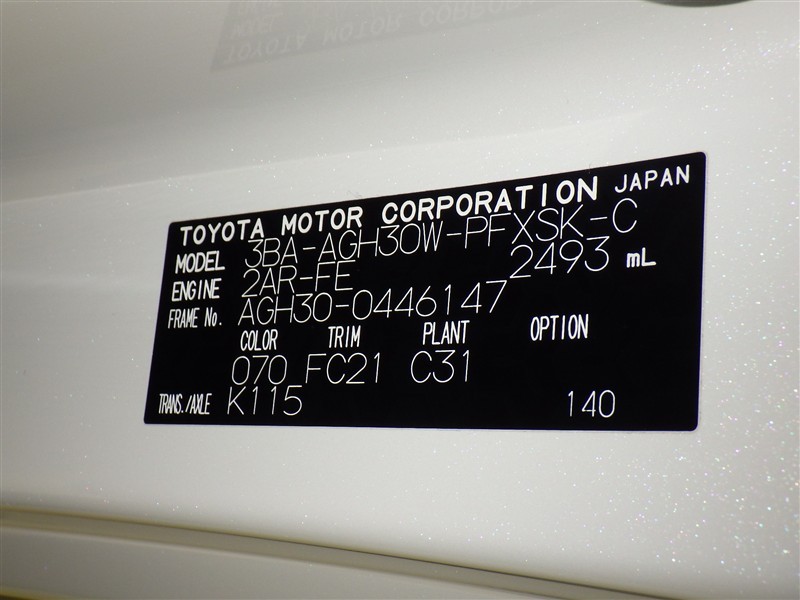 TOYOTA MOTOR CORPORATION JAPAN
MODEL 3BA-AGH30W-PFXSK-C
ENGINE 2AR-FE 2493 mL
FRAME No. AGH30-0446147
COLOR TRIM PLANT OPTION
070 FC21 C31
TRANS./AXLE K115 140